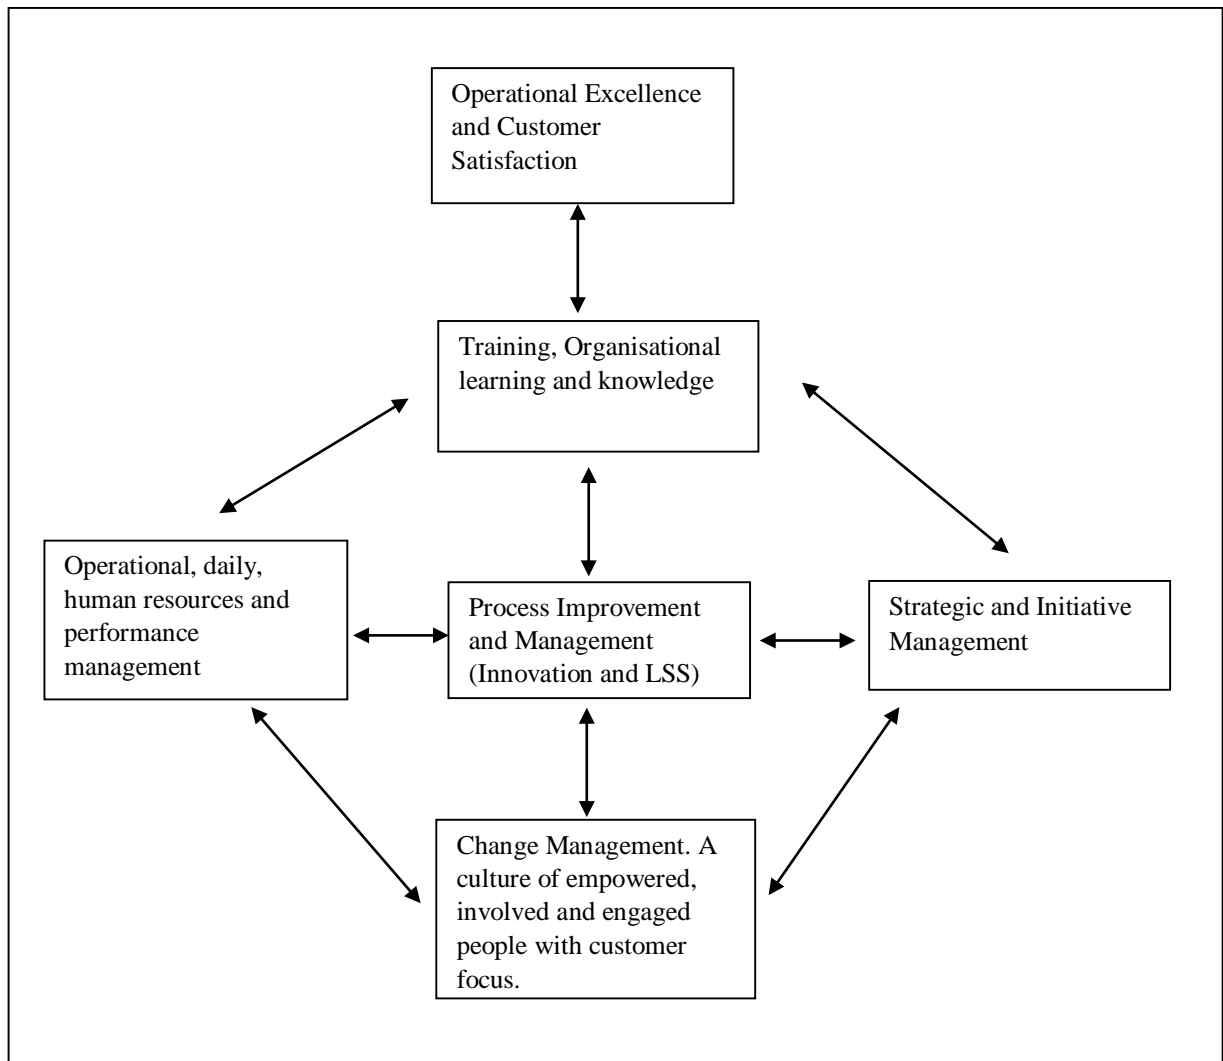 Operational Excellence
and Customer
Satisfaction
Training, Organisational
learning and knowledge
Operational, daily,
human resources and
performance
management
Process Improvement
and Management
(Innovation and LSS)
Strategic and Initiative
Management
Change Management. A
culture of empowered,
involved and engaged
people with customer
focus.